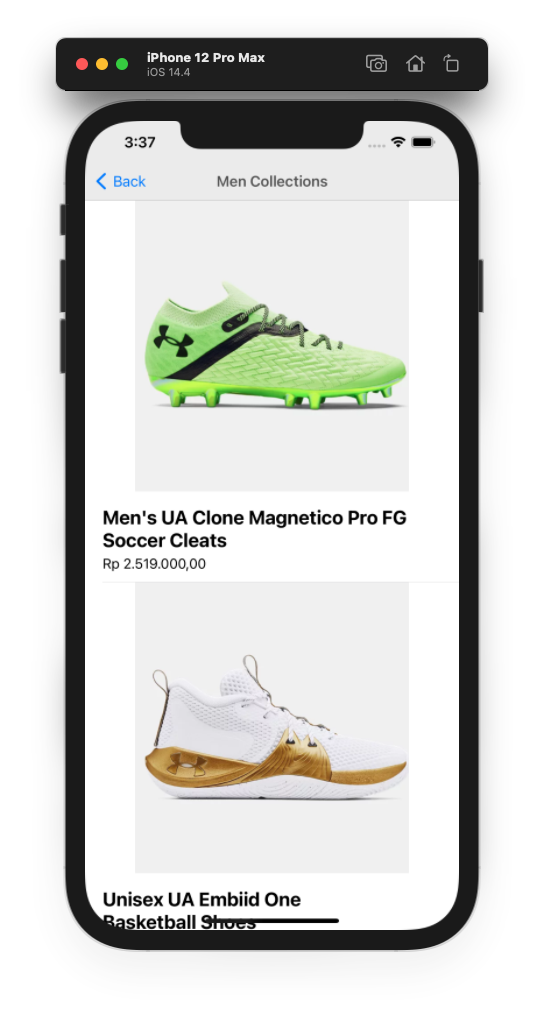 iPhone 12 Pro Max
iOS 14.4
3:37
Back
Men Collections
Men's UA Clone Magnetico Pro FG
Soccer Cleats
Rp 2.519.000,00
Unisex UA Embiid One
Basketball Shoes